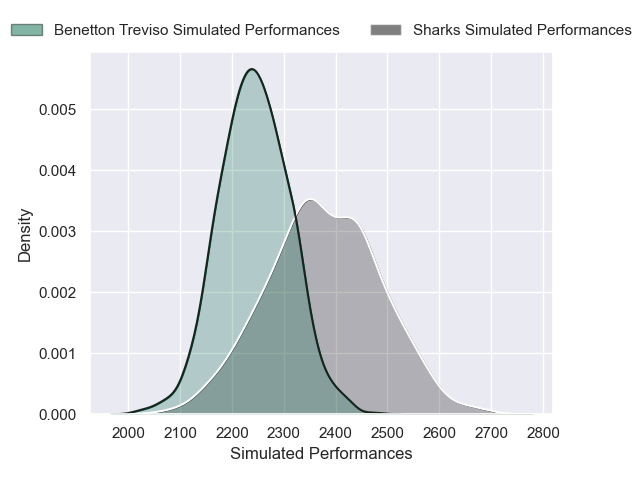 Benetton Treviso Simulated Performances Sharks Simulated Performances
0.005
0.004
0.003
0.002
0.001
0.000
Density
2000 2100 2200 2300 2400 2500 2600 2700 2800
Simulated Performances